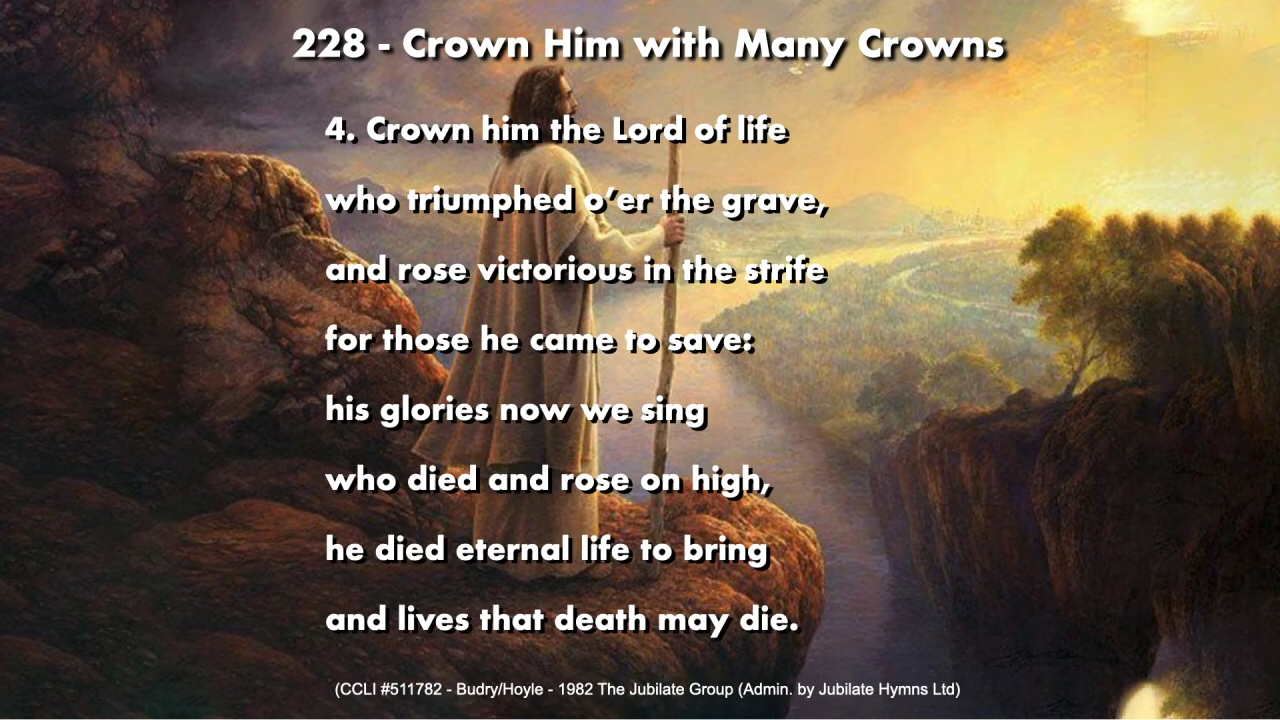 228 - Crown Him with Many Crowns
4. Crown him the Lord of life
who triumphed o’er the grave,
and rose victorious in the strife
for those he came to save:
his glories now we sing
who died and rose on high,
he died eternal life to bring
and lives that death may die.
(CCLI #511782 - Budry/Hoyle - 1982 The Jubilate Group (Admin. by Jubilate Hymns Ltd)